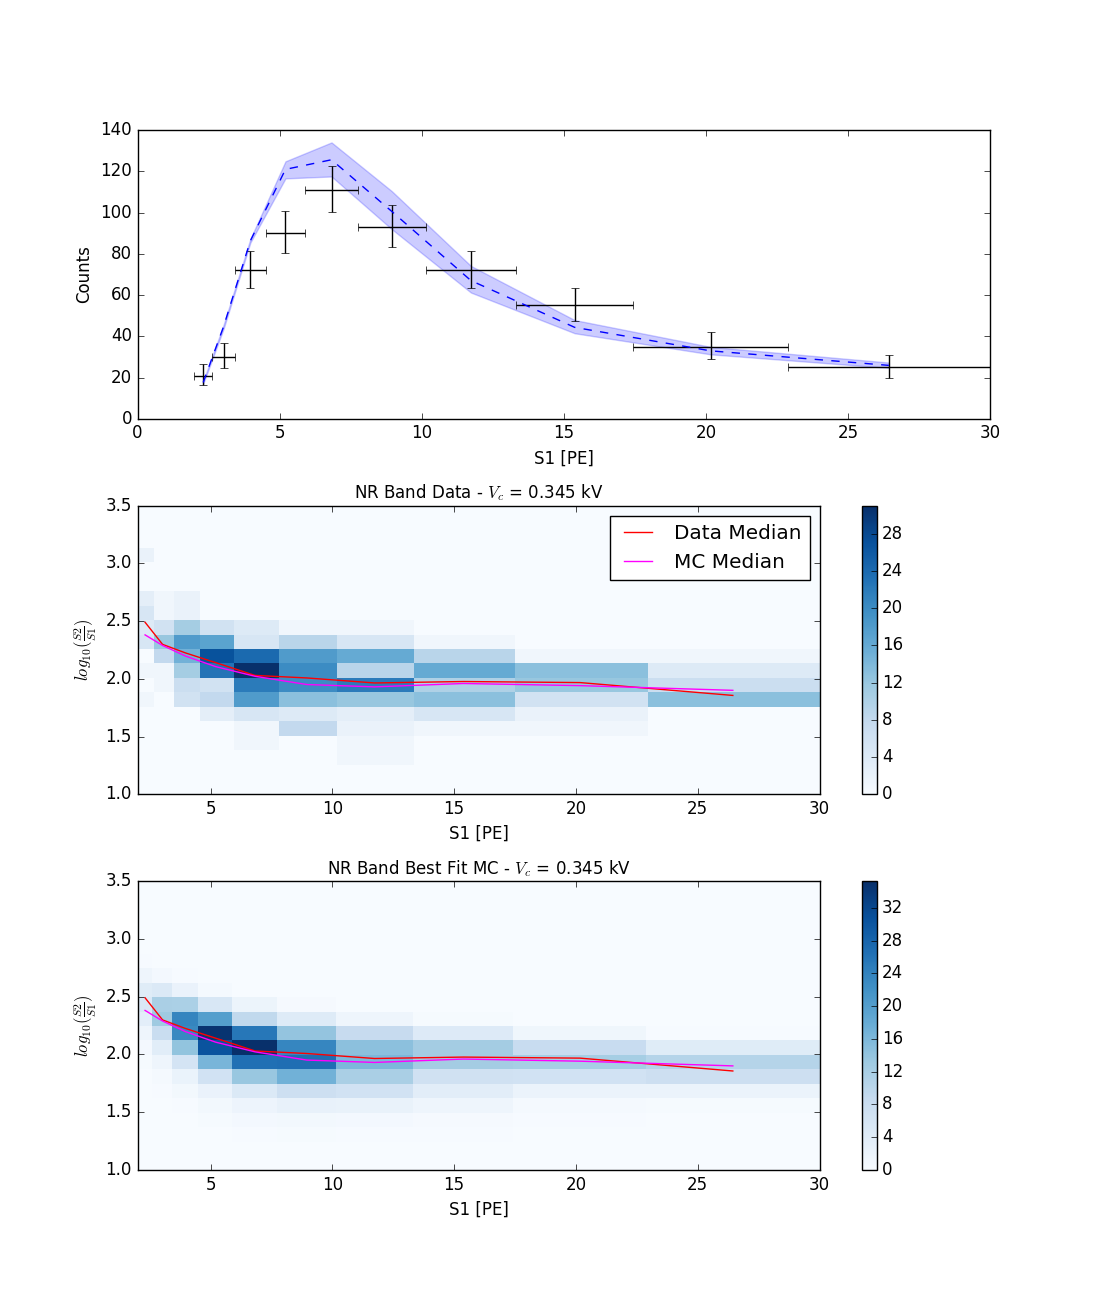 140
120
100
80
60
40
20
0
Counts
0 5 10 15 20 25 30
S1 [PE]
NR Band Data - V_c = 0.345 kV
3.5
3.0
2.5
2.0
1.5
1.0
log_10(S2/S1)
Data Median
MC Median
5 10 15 20 25 30
S1 [PE]
28
24
20
16
12
8
4
0
NR Band Best Fit MC - V_c = 0.345 kV
3.5
3.0
2.5
2.0
1.5
1.0
log_10(S2/S1)
5 10 15 20 25 30
S1 [PE]
32
28
24
20
16
12
8
4
0